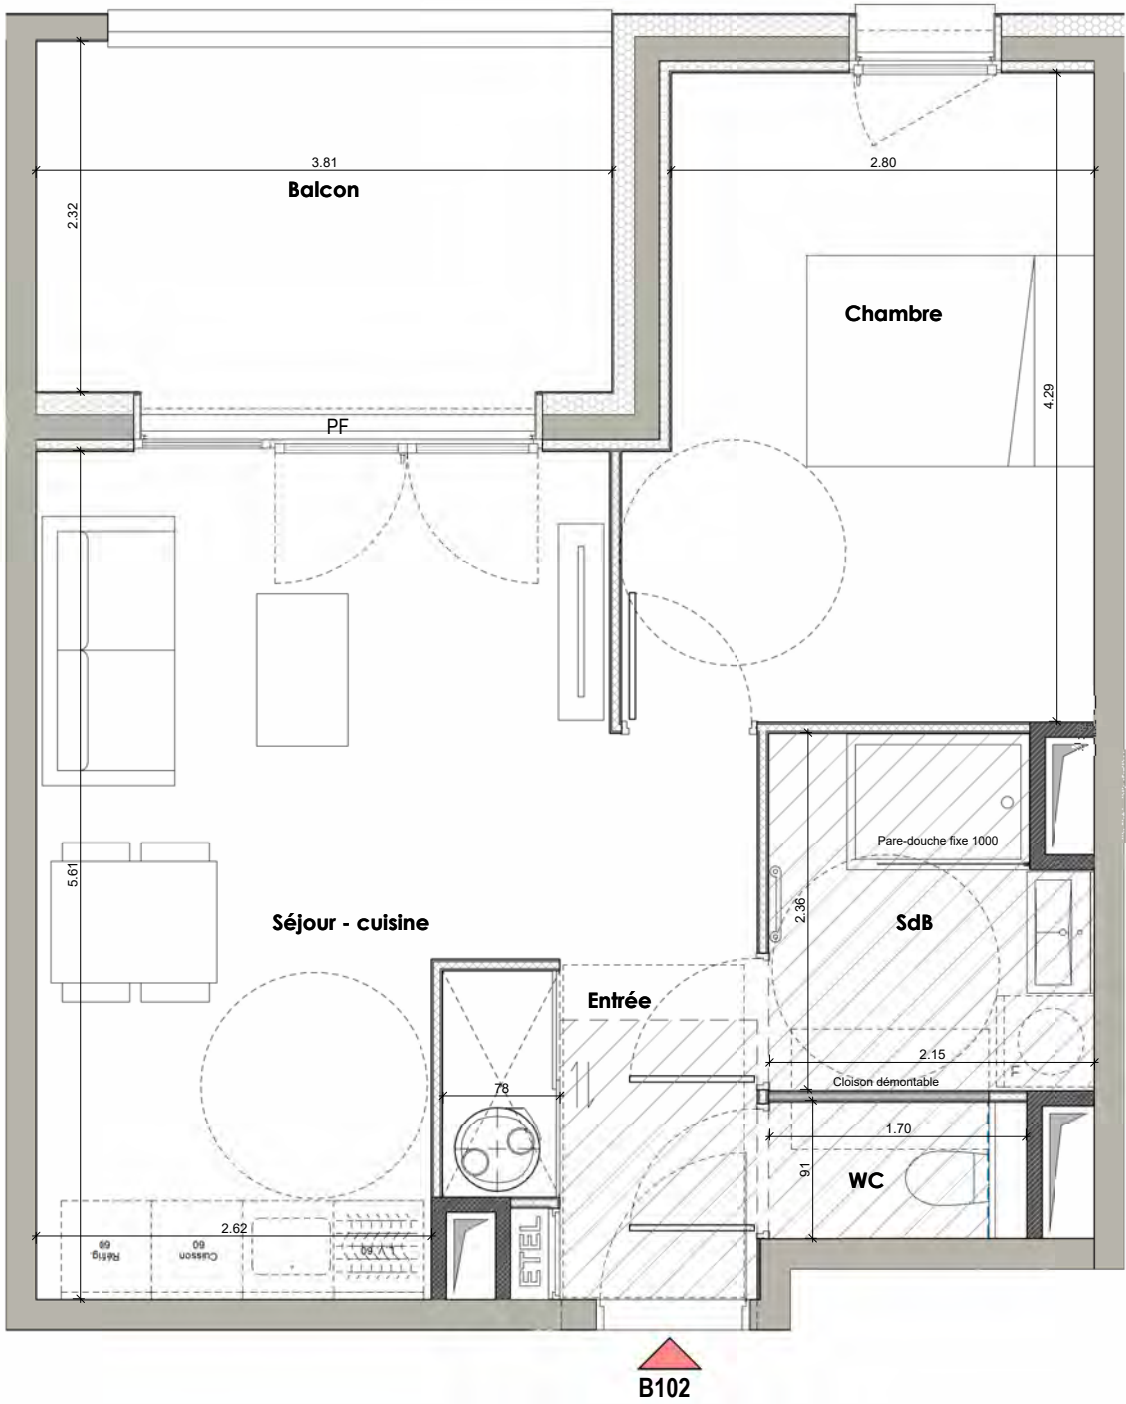 3.81
2.80
Balcon
2.32
Chambre
4.29
PF
Pare-douche fixe 1000
5.61
2.36
Séjour - cuisine
SdB
Entrée
2.15
Cloison démontable
78
1.70
91
WC
2.62
Réfrig.
60
Cuisson
60
L.V. 60
ETEL
B102